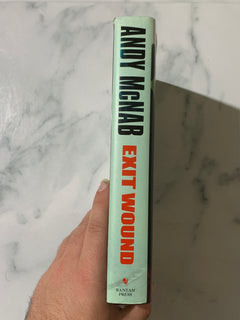 ANDY McNAB
EXIT WOUND
BANTAM
PRESS